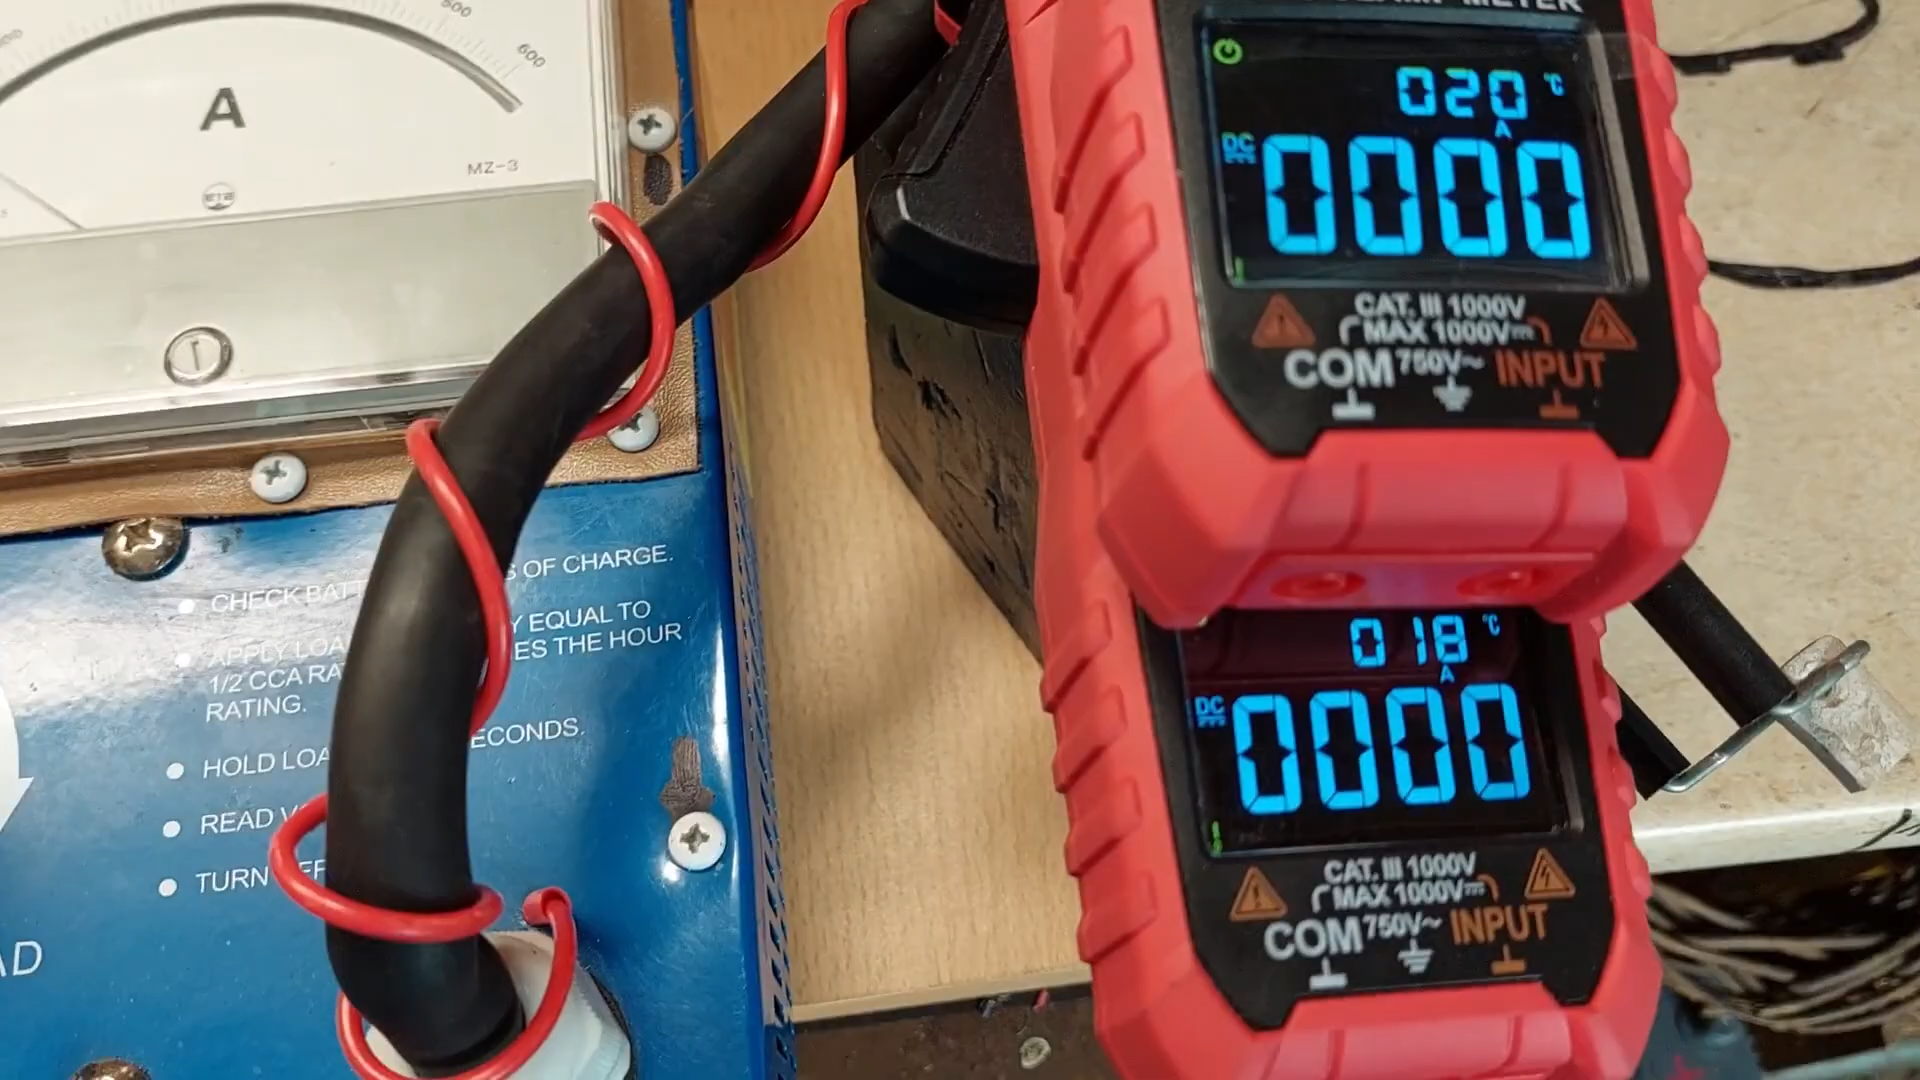 500
600
A
MZ-3
METER
020 °C
A
DC
0000
CAT. III 1000V
MAX 1000V
COM 750V~ INPUT
018 °C
A
DC
0000
CAT. III 1000V
MAX 1000V
COM 750V~ INPUT
CHECK BATT S OF CHARGE.
APPLY LOA Y EQUAL TO
1/2 CCA RA ES THE HOUR
RATING.
HOLD LOA ECONDS.
READ V
TURN
AD